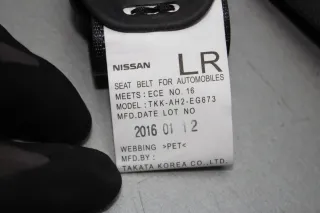 NISSAN LR
SEAT BELT FOR AUTOMOBILES
MEETS: ECE NO. 16
MODEL: TKK-AH2-EG673
MFD.DATE LOT NO
2016 01 12
WEBBING >PET<
MFD.BY:
TAKATA KOREA CO.,LTD.